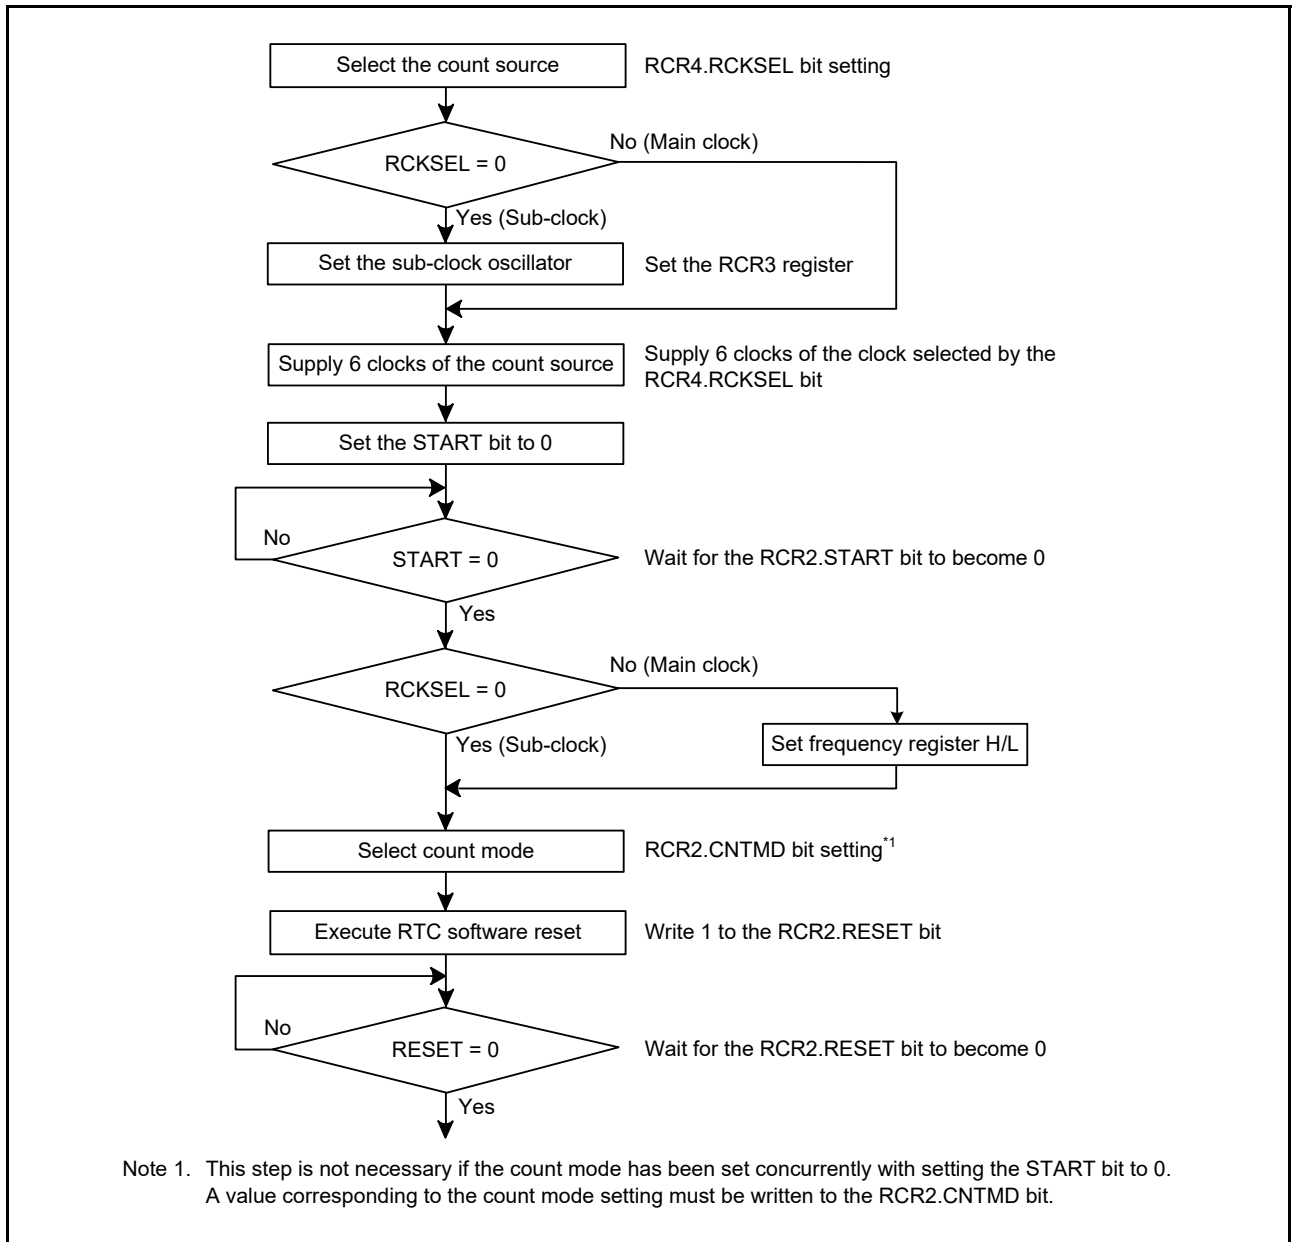 Select the count source
RCR4.RCKSEL bit setting
No (Main clock)
RCKSEL = 0
Yes (Sub-clock)
Set the sub-clock oscillator
Set the RCR3 register
Supply 6 clocks of the count source
Supply 6 clocks of the clock selected by the
RCR4.RCKSEL bit
Set the START bit to 0
No
START = 0
Wait for the RCR2.START bit to become 0
Yes
No (Main clock)
RCKSEL = 0
Yes (Sub-clock)
Set frequency register H/L
Select count mode
RCR2.CNTMD bit setting*1
Execute RTC software reset
Write 1 to the RCR2.RESET bit
No
RESET = 0
Wait for the RCR2.RESET bit to become 0
Yes
Note 1. This step is not necessary if the count mode has been set concurrently with setting the START bit to 0.
A value corresponding to the count mode setting must be written to the RCR2.CNTMD bit.